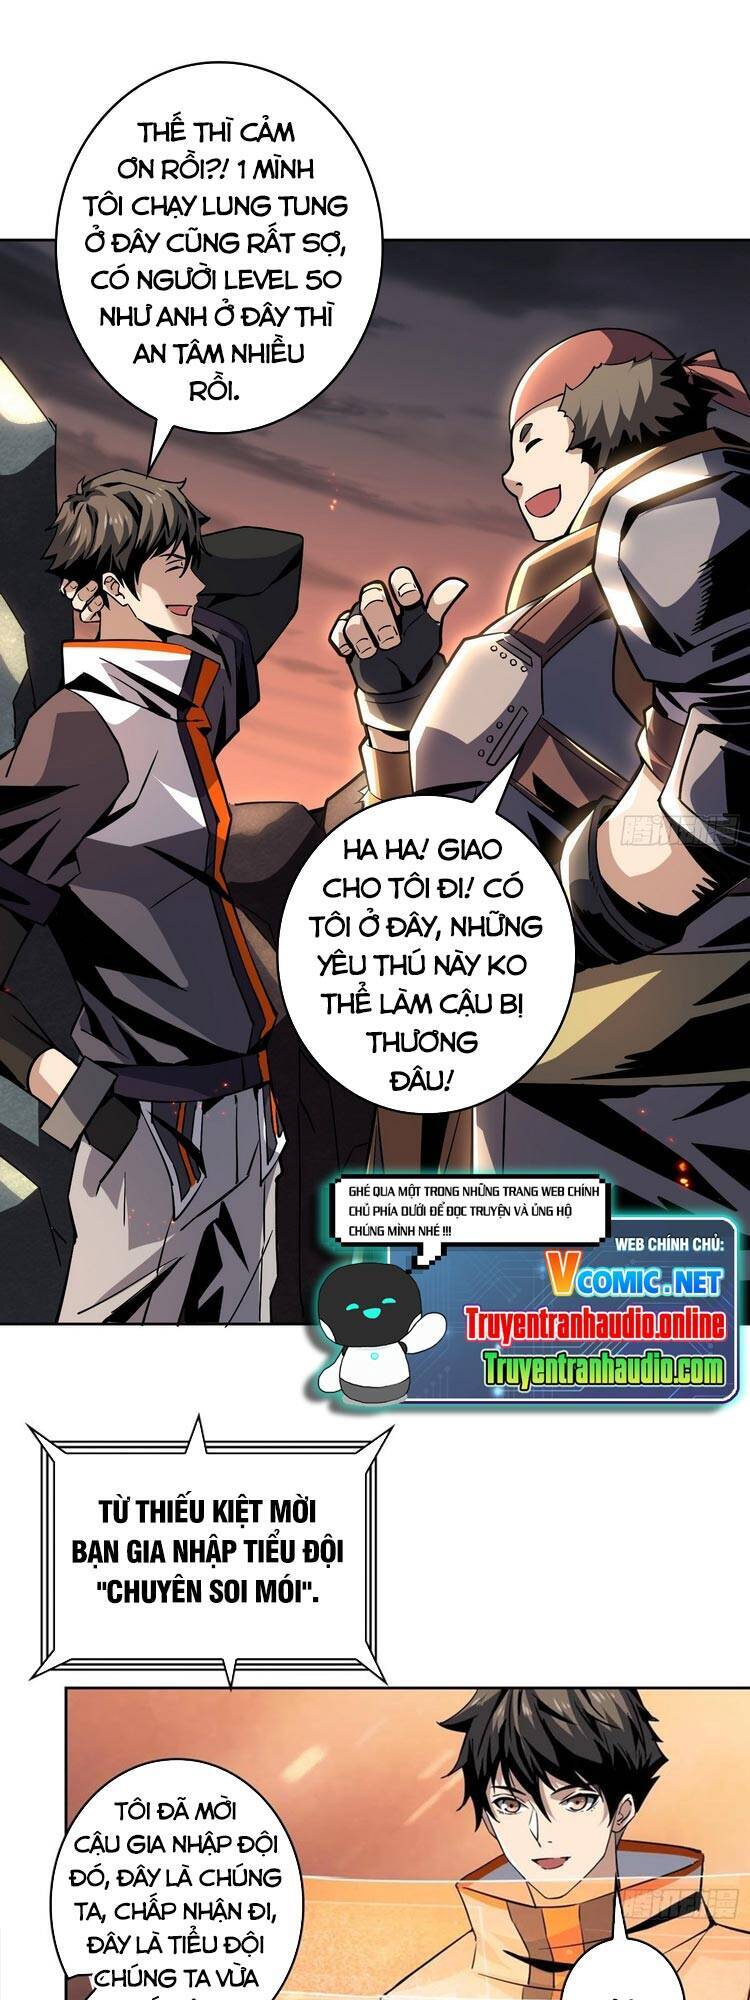 THẾ THÌ CẢM
ƠN RỒI?! 1 MÌNH
TÔI CHẠY LUNG TUNG
Ở ĐÂY CŨNG RẤT SỢ,
CÓ NGƯỜI LEVEL 50
NHƯ ANH Ở ĐÂY THÌ
AN TÂM NHIỀU
RỒI.
HA HA! GIAO
CHO TÔI ĐI! CÓ
TÔI Ở ĐÂY, NHỮNG
YÊU THÚ NÀY KO
THỂ LÀM CẬU BỊ
THƯƠNG
ĐÂU!
GHÉ QUA MỘT TRONG NHỮNG TRANG WEB CHÍNH
CHỦ PHÍA DƯỚI ĐỂ ĐỌC TRUYỆN VÀ ỦNG HỘ
CHÚNG MÌNH NHÉ !!!
WEB CHÍNH CHỦ:
VCOMIC.NET
Truyentranhaudio.online
Truyentranhaudio.com
TỪ THIẾU KIỆT MỜI
BẠN GIA NHẬP TIỂU ĐỘI
"CHUYÊN SOI MÓI".
TÔI ĐÃ MỜI
CẬU GIA NHẬP ĐỘI
ĐÓ, ĐÂY LÀ CHÚNG
TA, CHẤP NHẬN ĐI,
ĐÂY LÀ TIỂU ĐỘI
CHÚNG TA VỪA